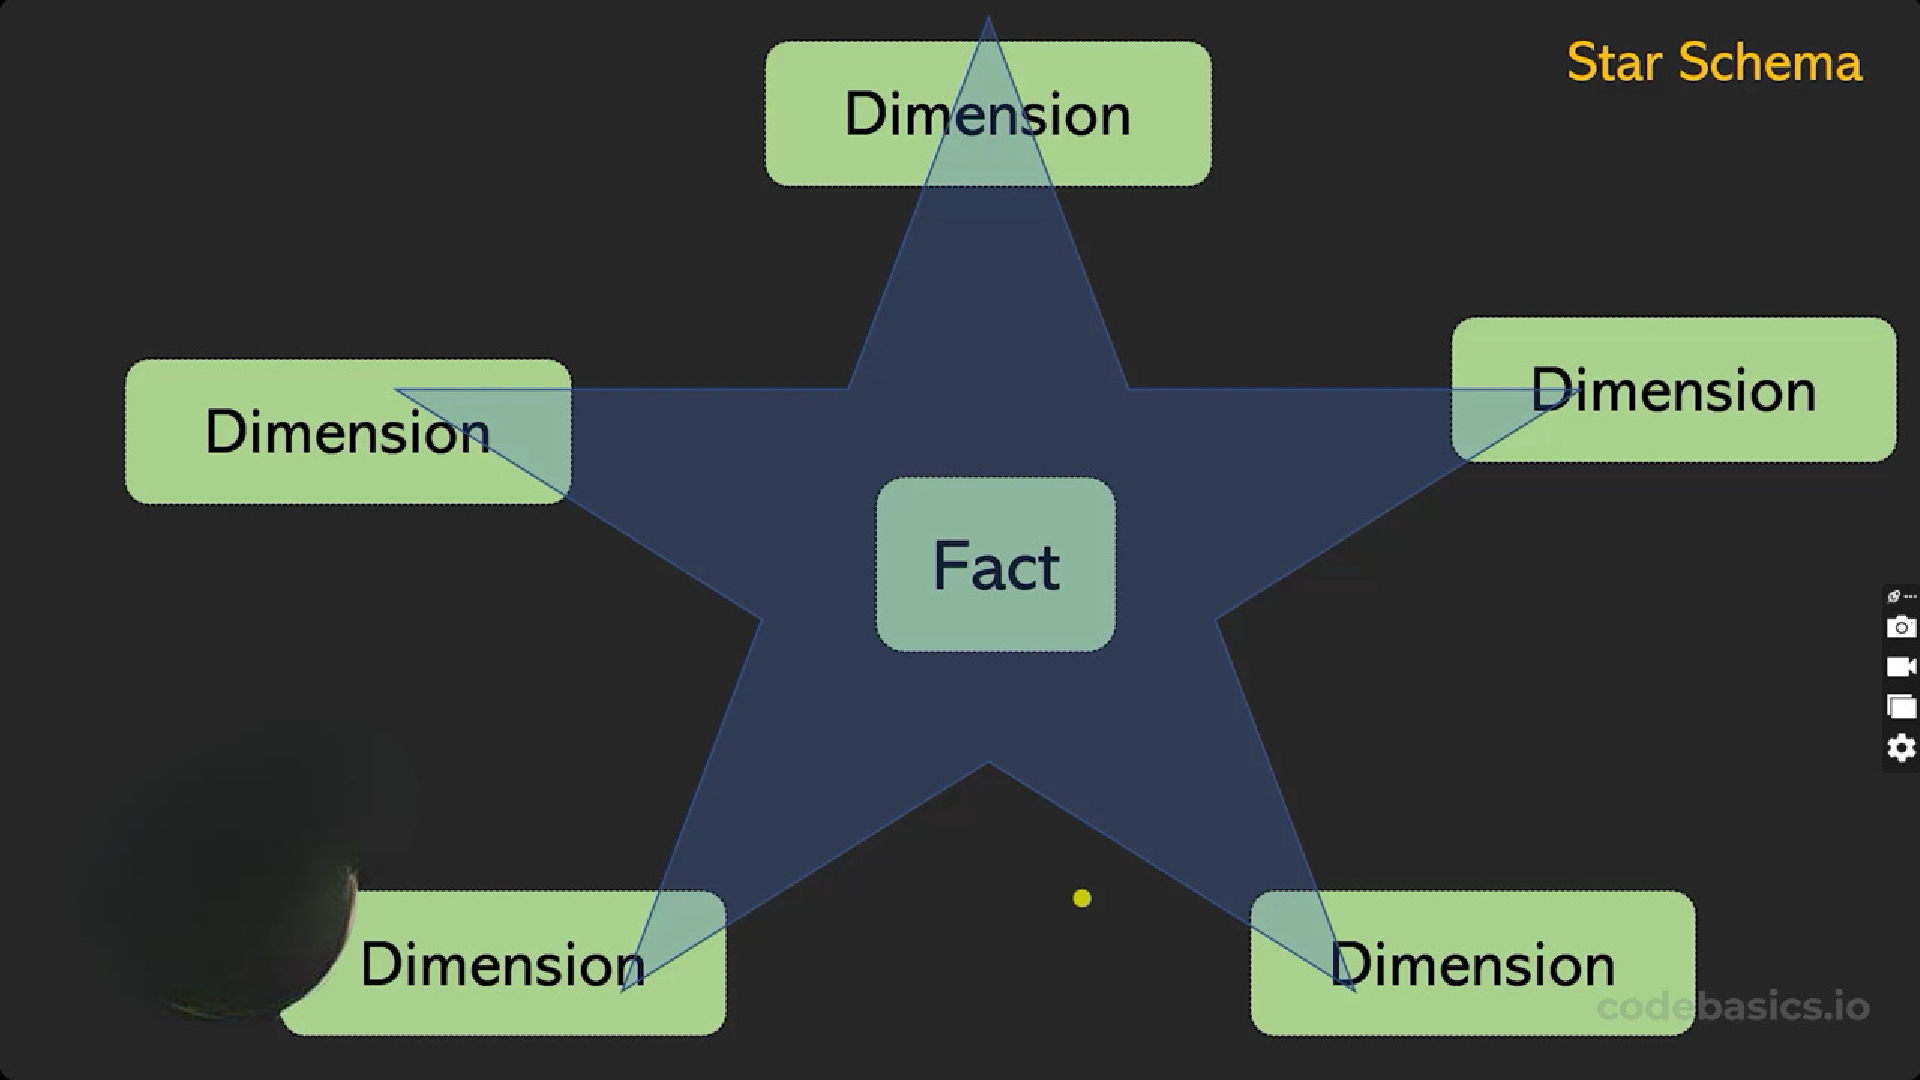 Star Schema
Dimension
Dimension
Dimension
Fact
Dimension
Dimension
codebasics.io